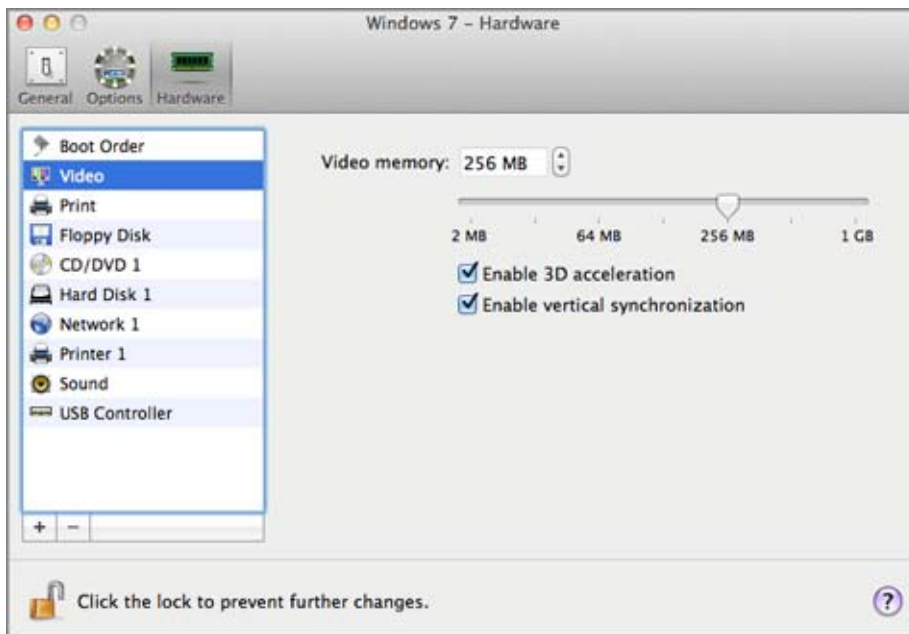 Windows 7 – Hardware
General Options Hardware
Boot Order
Video
Print
Floppy Disk
CD/DVD 1
Hard Disk 1
Network 1
Printer 1
Sound
USB Controller
+ −
Video memory: 256 MB
2 MB 64 MB 256 MB 1 GB
Enable 3D acceleration
Enable vertical synchronization
Click the lock to prevent further changes.
?